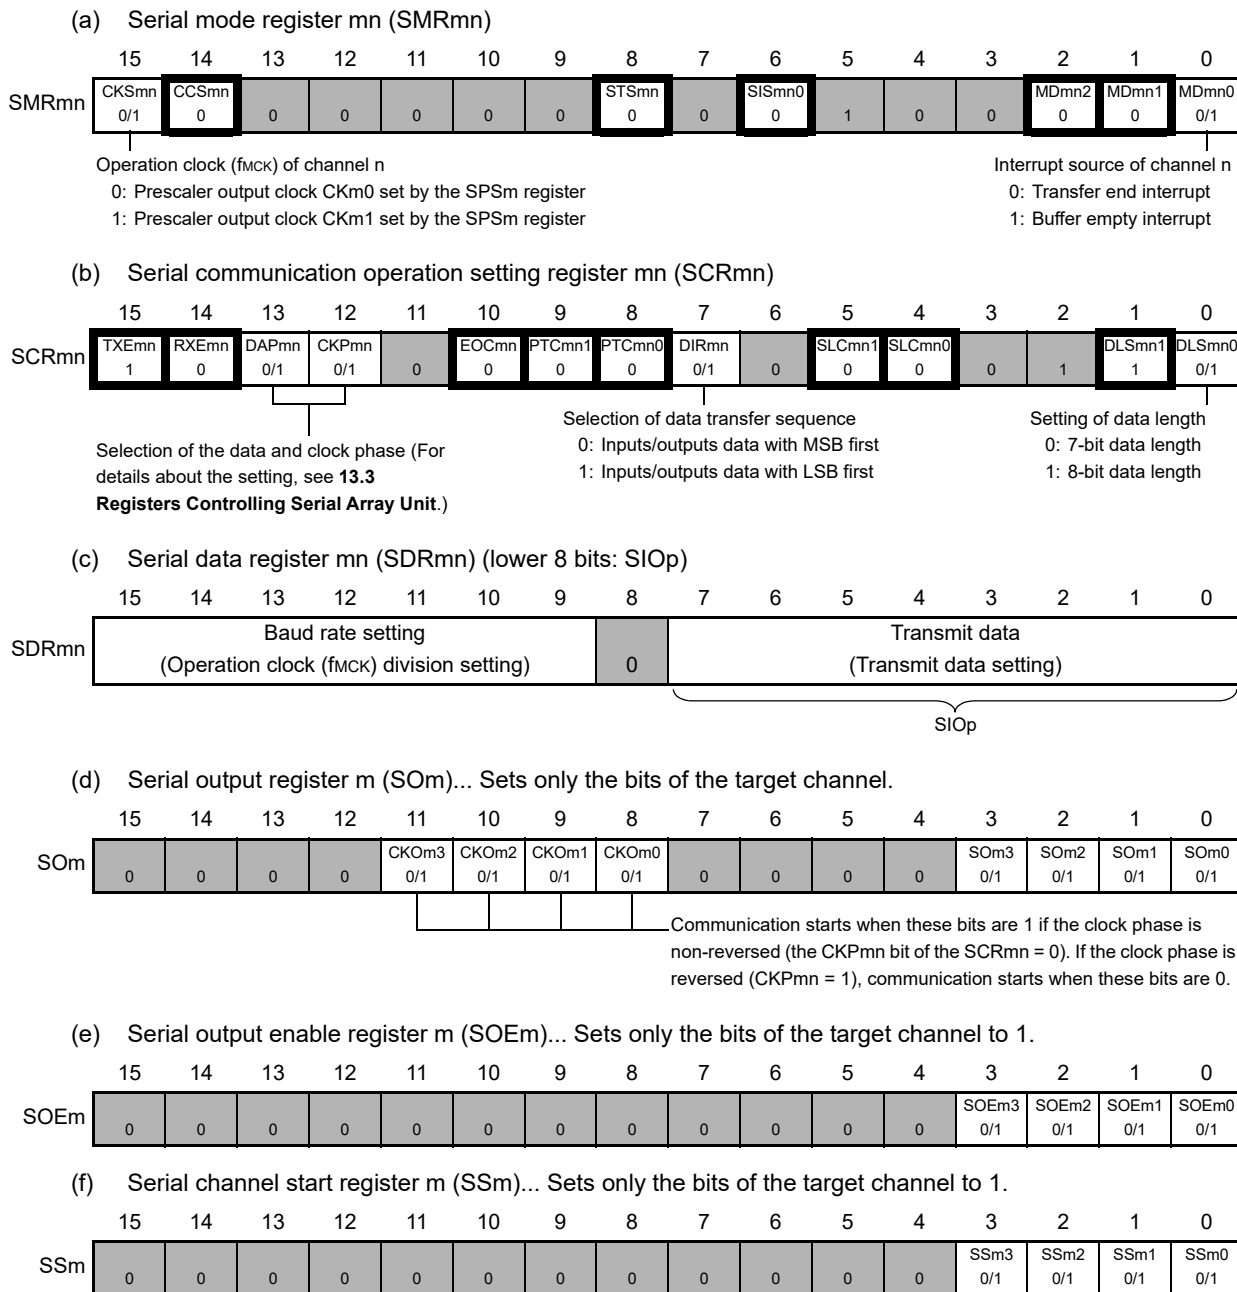 (a) Serial mode register mn (SMRmn)
15 14 13 12 11 10 9 8 7 6 5 4 3 2 1 0
SMRmn
CKSmn CCSmn STSmn SISmn0 MDmn2 MDmn1 MDmn0
0/1 0 0 0 0 0 0 0 0 0 1 0 0 0 0 0/1
Operation clock (fMCK) of channel n
0: Prescaler output clock CKm0 set by the SPSm register
1: Prescaler output clock CKm1 set by the SPSm register
Interrupt source of channel n
0: Transfer end interrupt
1: Buffer empty interrupt
(b) Serial communication operation setting register mn (SCRmn)
15 14 13 12 11 10 9 8 7 6 5 4 3 2 1 0
SCRmn
TXEmn RXEmn DAPmn CKPmn EOCmn PTCmn1 PTCmn0 DIRmn SLCmn1 SLCmn0 DLSmn1 DLSmn0
1 0 0/1 0/1 0 0 0 0 0/1 0 0 0 0 1 1 0/1
Selection of the data and clock phase (For
details about the setting, see 13.3
Registers Controlling Serial Array Unit.)
Selection of data transfer sequence
0: Inputs/outputs data with MSB first
1: Inputs/outputs data with LSB first
Setting of data length
0: 7-bit data length
1: 8-bit data length
(c) Serial data register mn (SDRmn) (lower 8 bits: SIOp)
15 14 13 12 11 10 9 8 7 6 5 4 3 2 1 0
SDRmn
Baud rate setting
(Operation clock (fMCK) division setting)
0
Transmit data
(Transmit data setting)
SIOp
(d) Serial output register m (SOm)... Sets only the bits of the target channel.
15 14 13 12 11 10 9 8 7 6 5 4 3 2 1 0
SOm
CKOm3 CKOm2 CKOm1 CKOm0 SOm3 SOm2 SOm1 SOm0
0 0 0 0 0/1 0/1 0/1 0/1 0 0 0 0 0/1 0/1 0/1 0/1
Communication starts when these bits are 1 if the clock phase is
non-reversed (the CKPmn bit of the SCRmn = 0). If the clock phase is
reversed (CKPmn = 1), communication starts when these bits are 0.
(e) Serial output enable register m (SOEm)... Sets only the bits of the target channel to 1.
15 14 13 12 11 10 9 8 7 6 5 4 3 2 1 0
SOEm
SOEm3 SOEm2 SOEm1 SOEm0
0 0 0 0 0 0 0 0 0 0 0 0 0/1 0/1 0/1 0/1
(f) Serial channel start register m (SSm)... Sets only the bits of the target channel to 1.
15 14 13 12 11 10 9 8 7 6 5 4 3 2 1 0
SSm
SSm3 SSm2 SSm1 SSm0
0 0 0 0 0 0 0 0 0 0 0 0 0/1 0/1 0/1 0/1